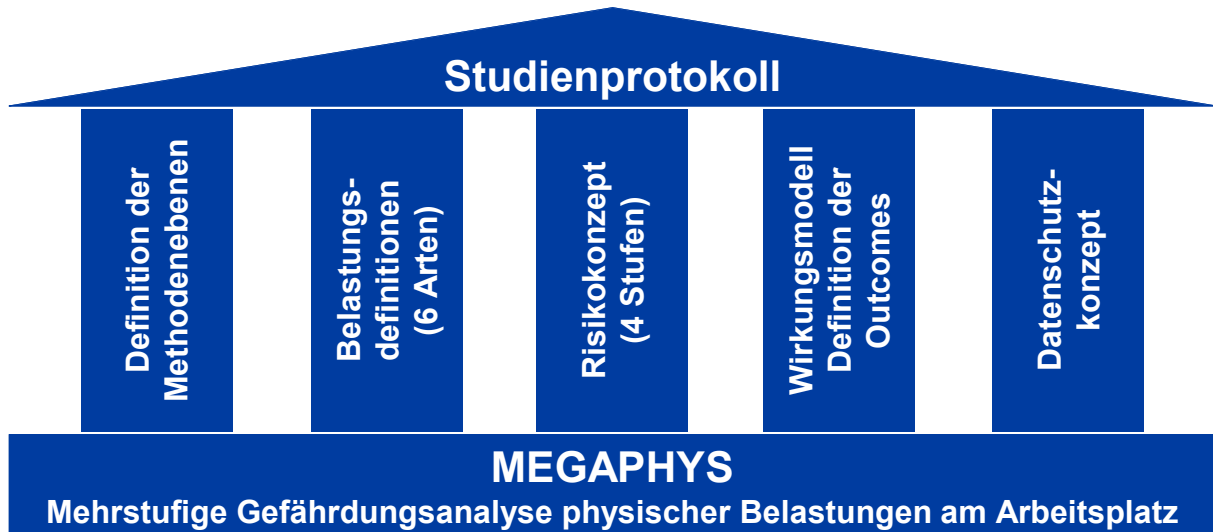 Studienprotokoll
Definition der
Methodenebenen
Belastungs-
definitionen
(6 Arten)
Risikokonzept
(4 Stufen)
Wirkungsmodell
Definition der
Outcomes
Datenschutz-
konzept
MEGAPHYS
Mehrstufige Gefährdungsanalyse physischer Belastungen am Arbeitsplatz